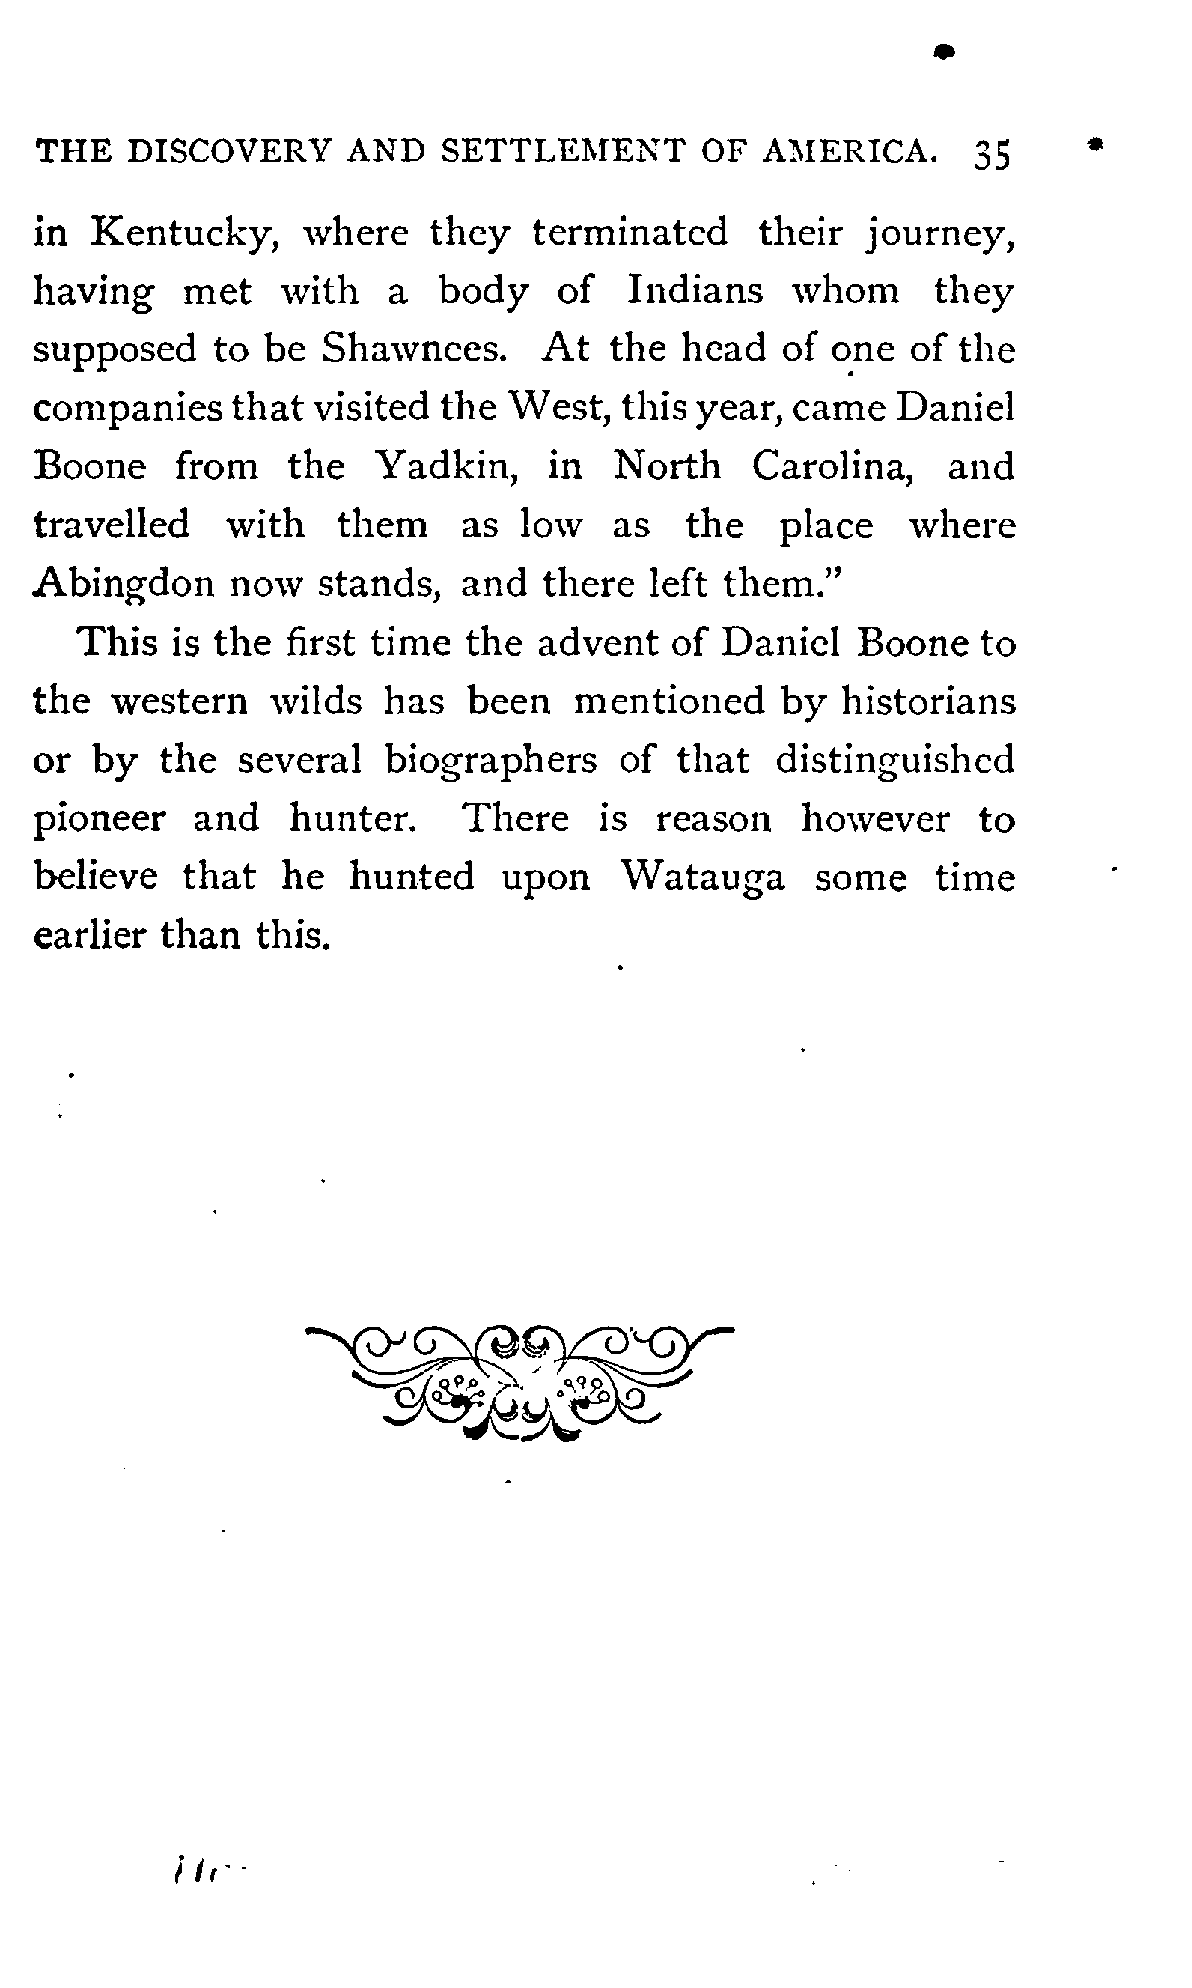 THE DISCOVERY AND SETTLEMENT OF AMERICA. 35
in Kentucky, where they terminated their journey,
having met with a body of Indians whom they
supposed to be Shawnees. At the head of one of the
companies that visited the West, this year, came Daniel
Boone from the Yadkin, in North Carolina, and
travelled with them as low as the place where
Abingdon now stands, and there left them."
This is the first time the advent of Daniel Boone to
the western wilds has been mentioned by historians
or by the several biographers of that distinguished
pioneer and hunter. There is reason however to
believe that he hunted upon Watauga some time
earlier than this.